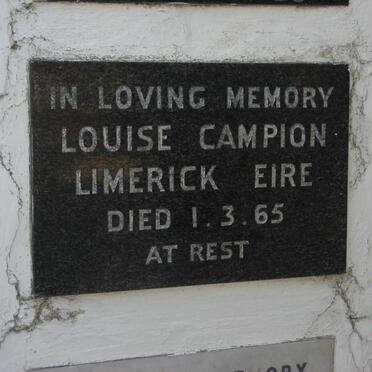 IN LOVING MEMORY
LOUISE CAMPION
LIMERICK EIRE
DIED 1.3.65
AT REST